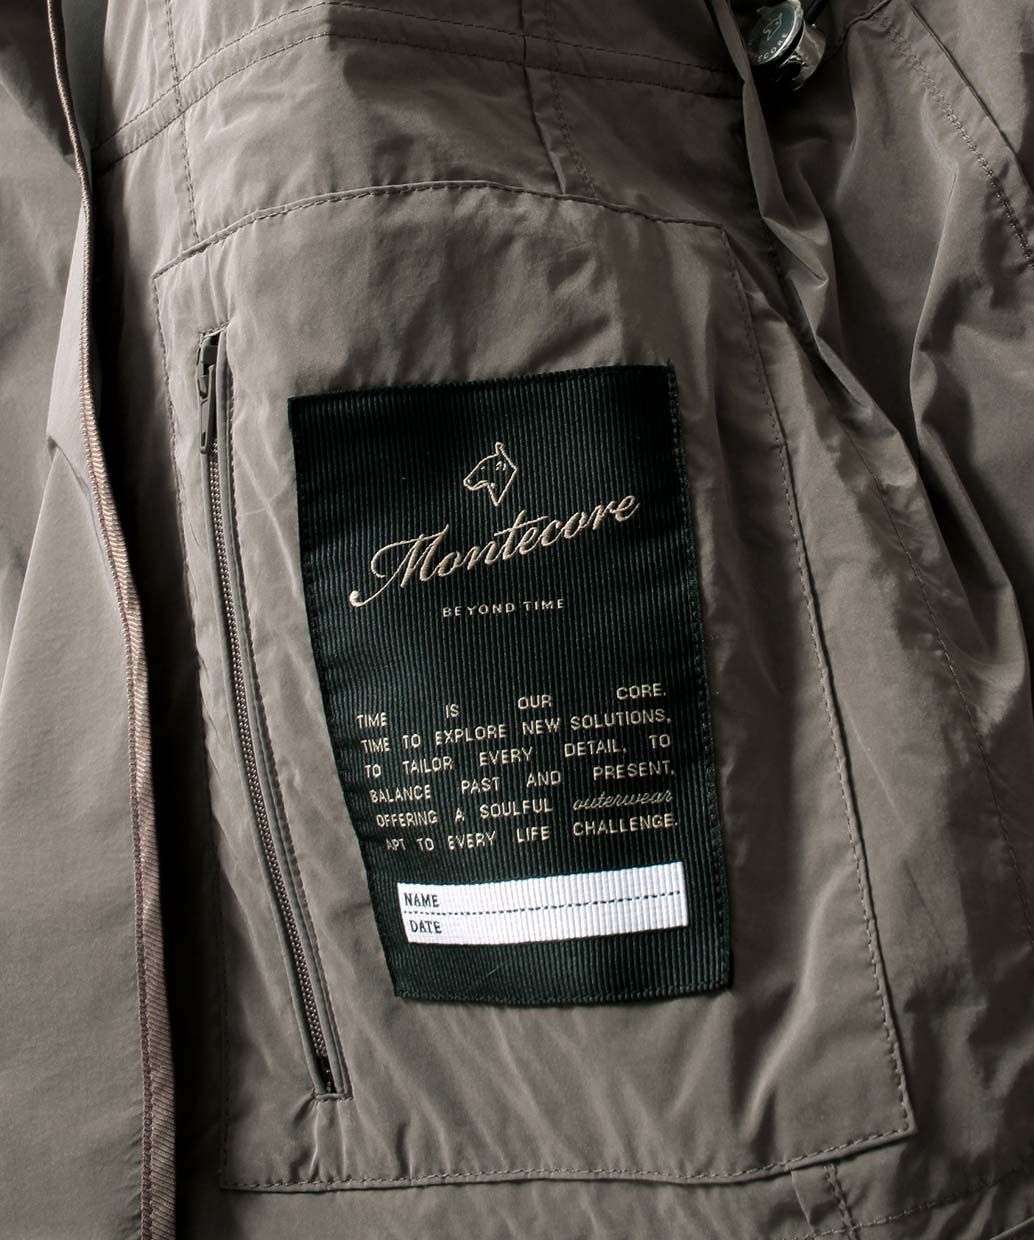 Montecore
BEYOND TIME
TIME IS OUR CORE.
TIME TO EXPLORE NEW SOLUTIONS,
TO TAILOR EVERY DETAIL, TO
BALANCE PAST AND PRESENT,
OFFERING A SOULFUL outerwear
APT TO EVERY LIFE CHALLENGE.
NAME
DATE